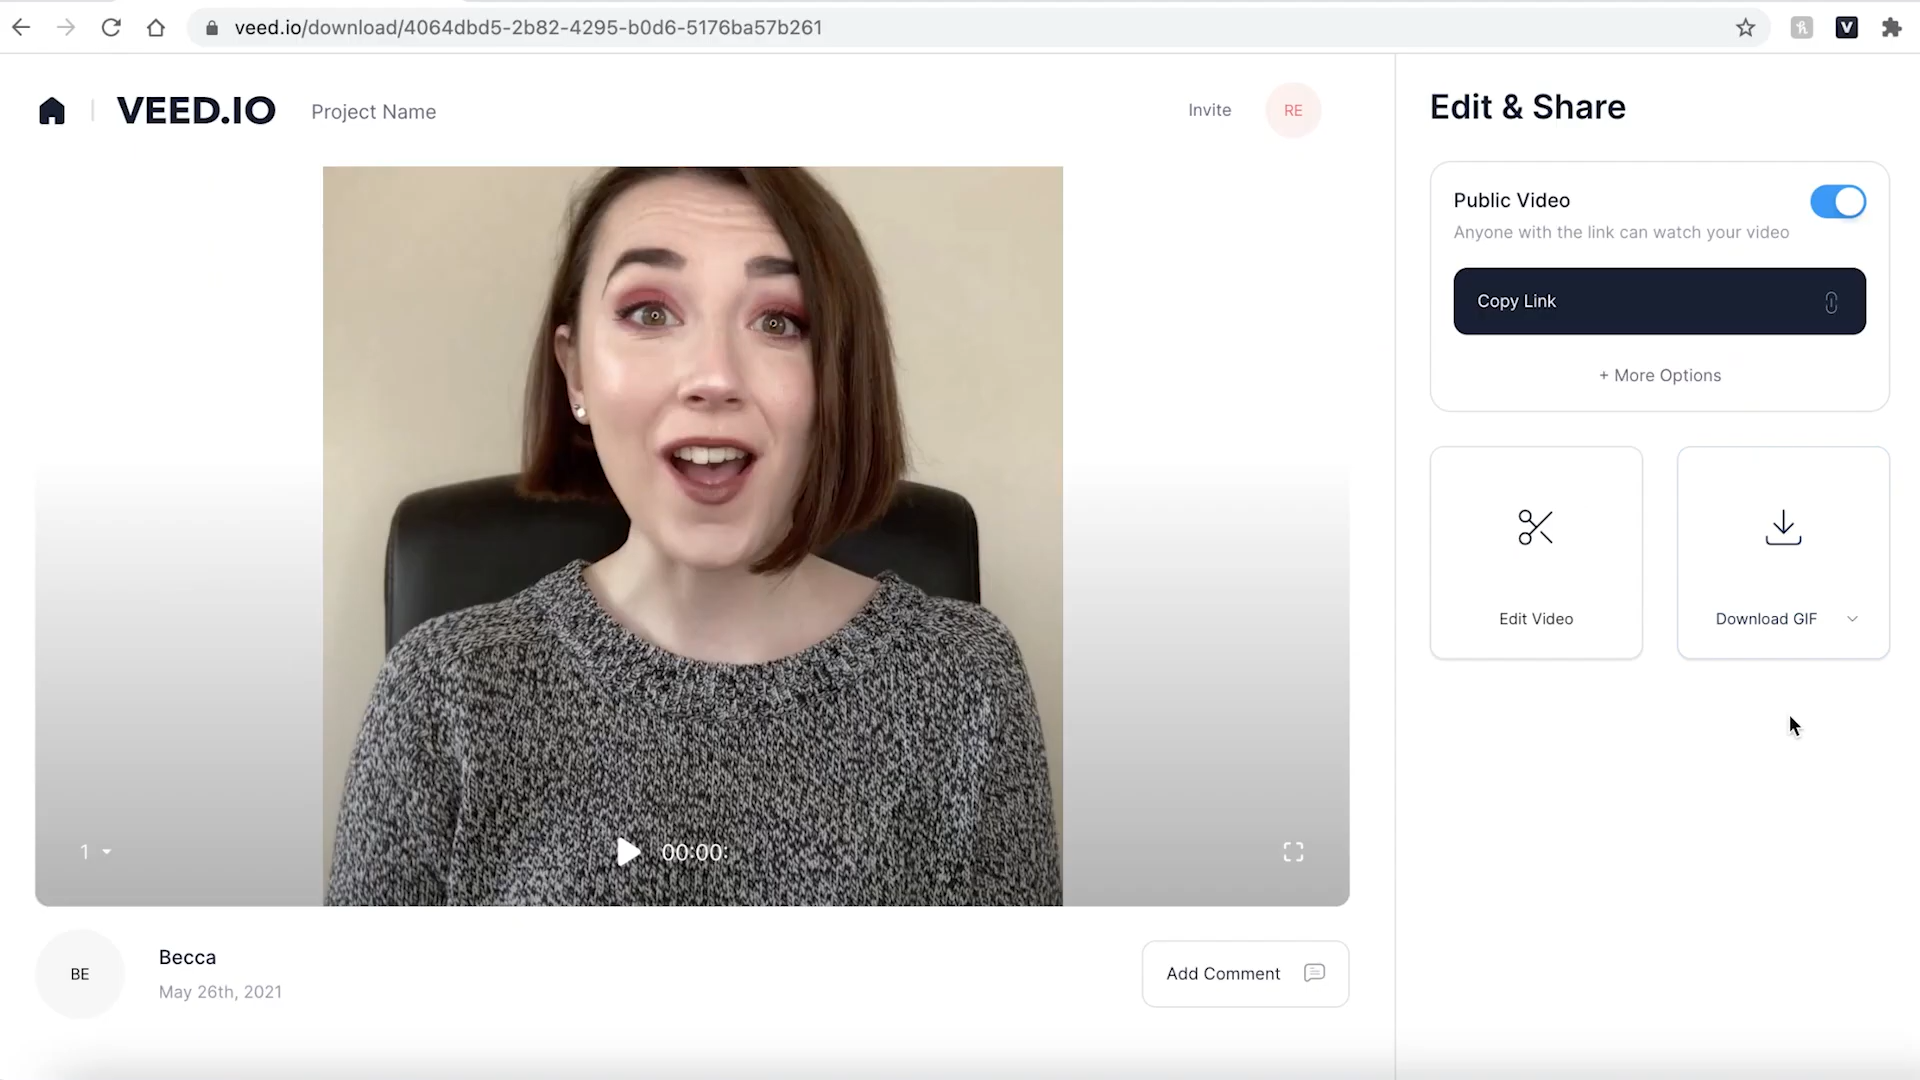 veed.io/download/4064dbd5-2b82-4295-b0d6-5176ba57b261
VEED.IO
Project Name
Invite
RE
Edit & Share
Public Video
Anyone with the link can watch your video
Copy Link
+ More Options
Edit Video
Download GIF
1
00:00:
BE
Becca
May 26th, 2021
Add Comment
V